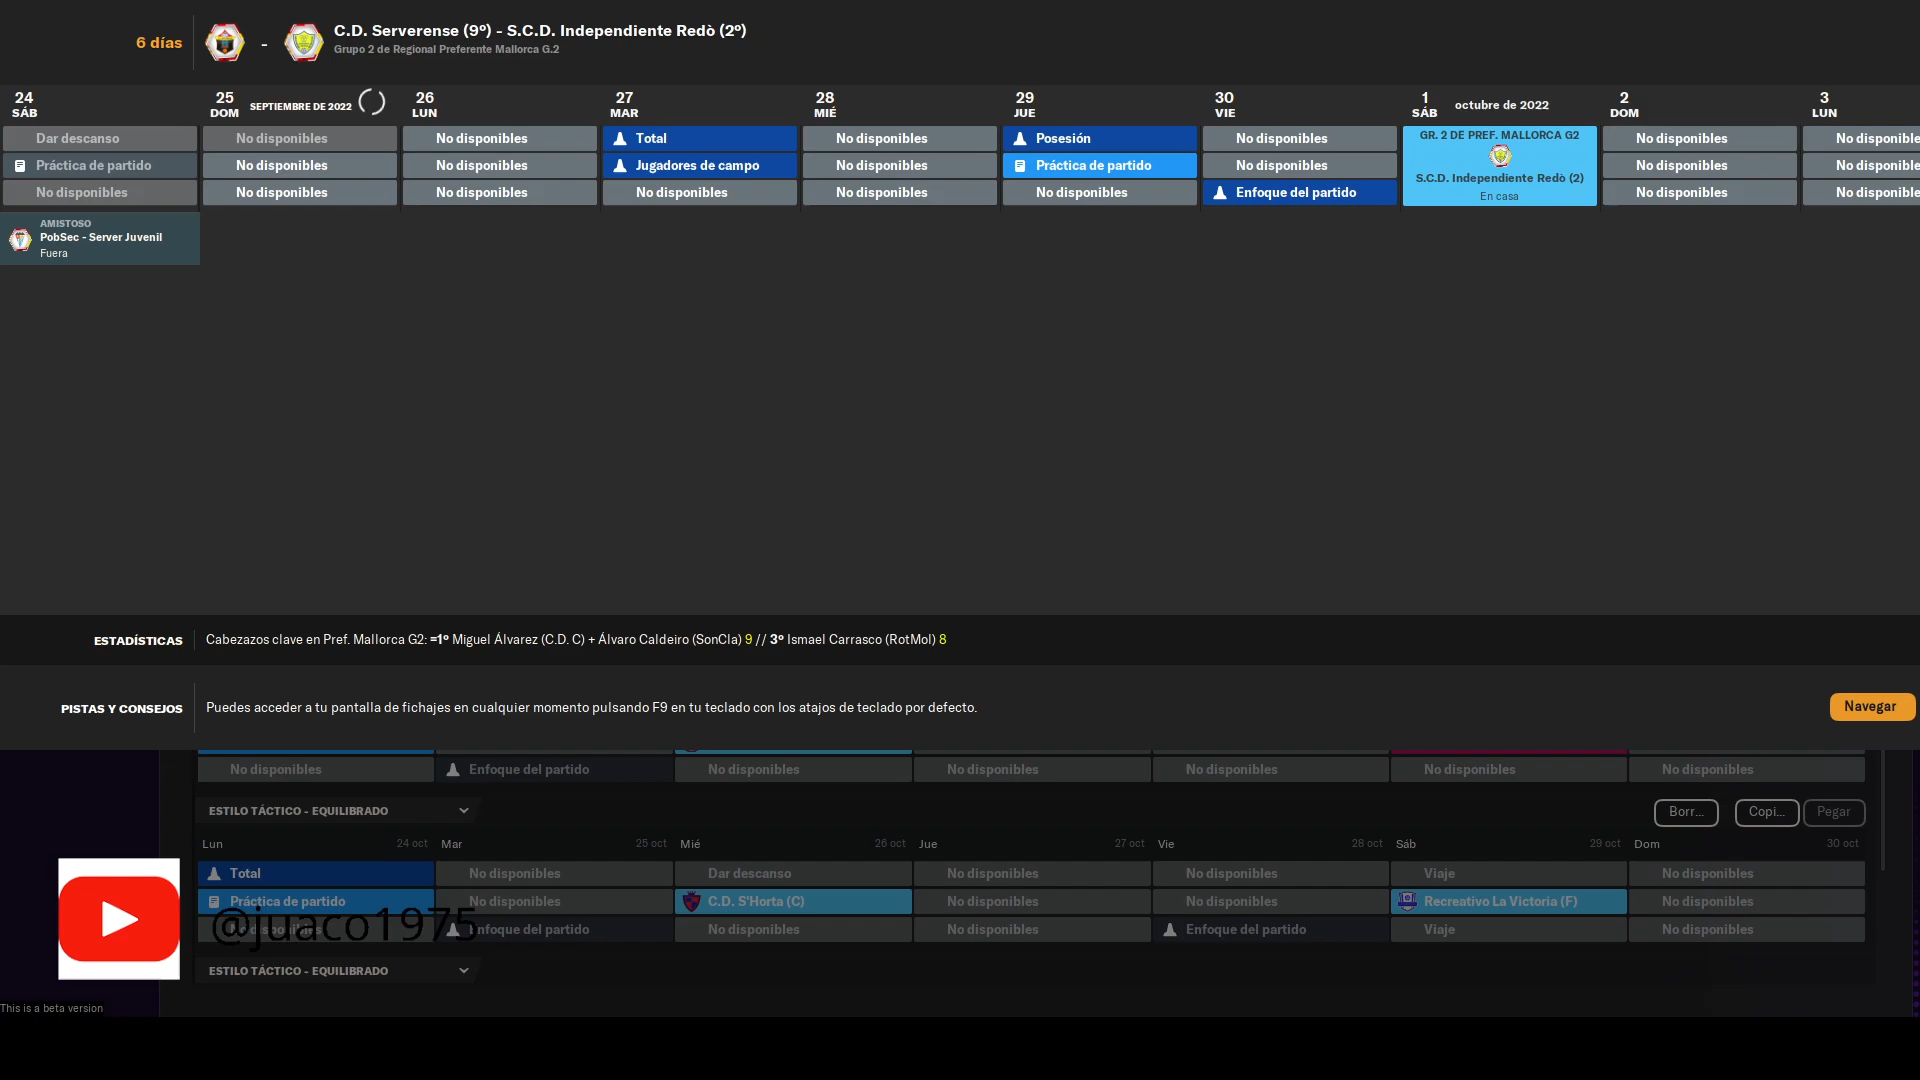 6 días
-
C.D. Serverense (9º) - S.C.D. Independiente Redò (2º)
Grupo 2 de Regional Preferente Mallorca G.2
24
SÁB
25
DOM
SEPTIEMBRE DE 2022
26
LUN
27
MAR
28
MIÉ
29
JUE
30
VIE
1
SÁB
octubre de 2022
2
DOM
3
LUN
Dar descanso
No disponibles
No disponibles
Total
No disponibles
Posesión
No disponibles
GR. 2 DE PREF. MALLORCA G2
No disponibles
No disponible
Práctica de partido
No disponibles
No disponibles
Jugadores de campo
No disponibles
Práctica de partido
No disponibles
S.C.D. Independiente Redò (2)
No disponibles
No disponible
No disponibles
No disponibles
No disponibles
No disponibles
No disponibles
No disponibles
Enfoque del partido
En casa
No disponibles
No disponible
AMISTOSO
PobSec - Server Juvenil
Fuera
ESTADÍSTICAS
Cabezazos clave en Pref. Mallorca G2: =1º Miguel Álvarez (C.D. C) + Álvaro Caldeiro (SonCla) 9 // 3º Ismael Carrasco (RotMol) 8
PISTAS Y CONSEJOS
Puedes acceder a tu pantalla de fichajes en cualquier momento pulsando F9 en tu teclado con los atajos de teclado por defecto.
Navegar
No disponibles
Enfoque del partido
No disponibles
No disponibles
No disponibles
No disponibles
No disponibles
ESTILO TÁCTICO - EQUILIBRADO
Borr...
Copi...
Pegar
Lun
24 oct
Mar
25 oct
Mié
26 oct
Jue
27 oct
Vie
28 oct
Sáb
29 oct
Dom
30 oct
Total
No disponibles
Dar descanso
No disponibles
No disponibles
Viaje
No disponibles
Práctica de partido
No disponibles
C.D. S'Horta (C)
No disponibles
No disponibles
Recreativo La Victoria (F)
No disponibles
No disponibles
Enfoque del partido
No disponibles
No disponibles
Enfoque del partido
Viaje
No disponibles
@juaco1975
ESTILO TÁCTICO - EQUILIBRADO
This is a beta version